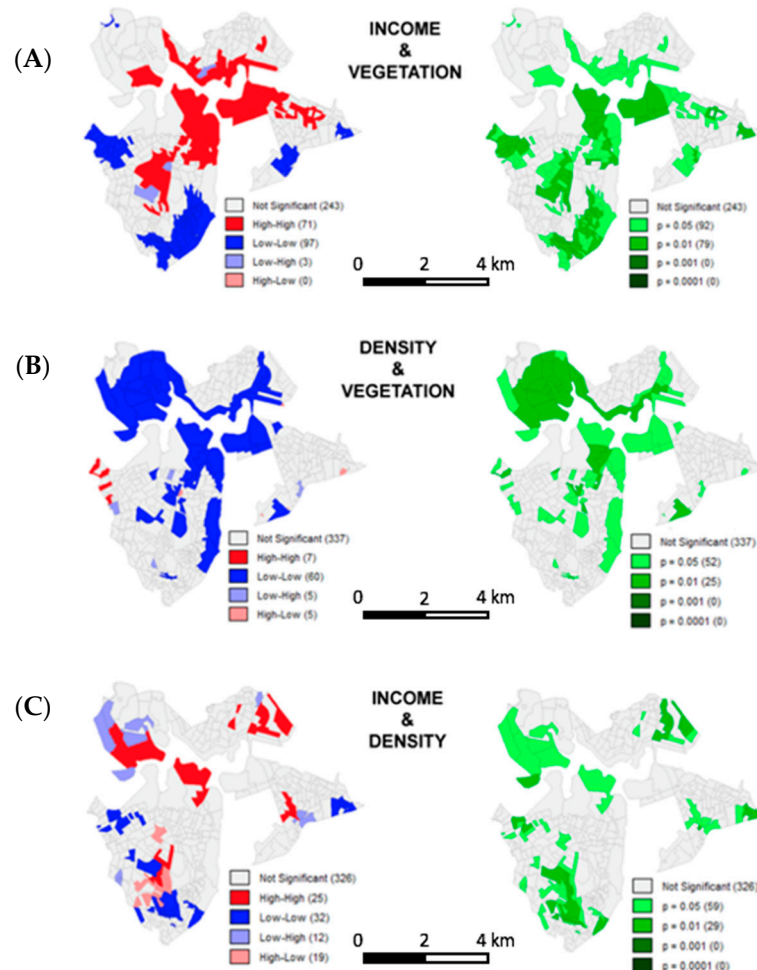 (A)
INCOME
&
VEGETATION
Not Significant (243)
High-High (71)
Low-Low (97)
Low-High (3)
High-Low (0)
0 2 4 km
Not Significant (243)
p = 0.05 (92)
p = 0.01 (79)
p = 0.001 (0)
p = 0.0001 (0)
(B)
DENSITY
&
VEGETATION
Not Significant (337)
High-High (7)
Low-Low (60)
Low-High (5)
High-Low (5)
0 2 4 km
Not Significant (337)
p = 0.05 (52)
p = 0.01 (25)
p = 0.001 (0)
p = 0.0001 (0)
(C)
INCOME
&
DENSITY
Not Significant (326)
High-High (25)
Low-Low (32)
Low-High (12)
High-Low (19)
0 2 4 km
Not Significant (326)
p = 0.05 (59)
p = 0.01 (29)
p = 0.001 (0)
p = 0.0001 (0)